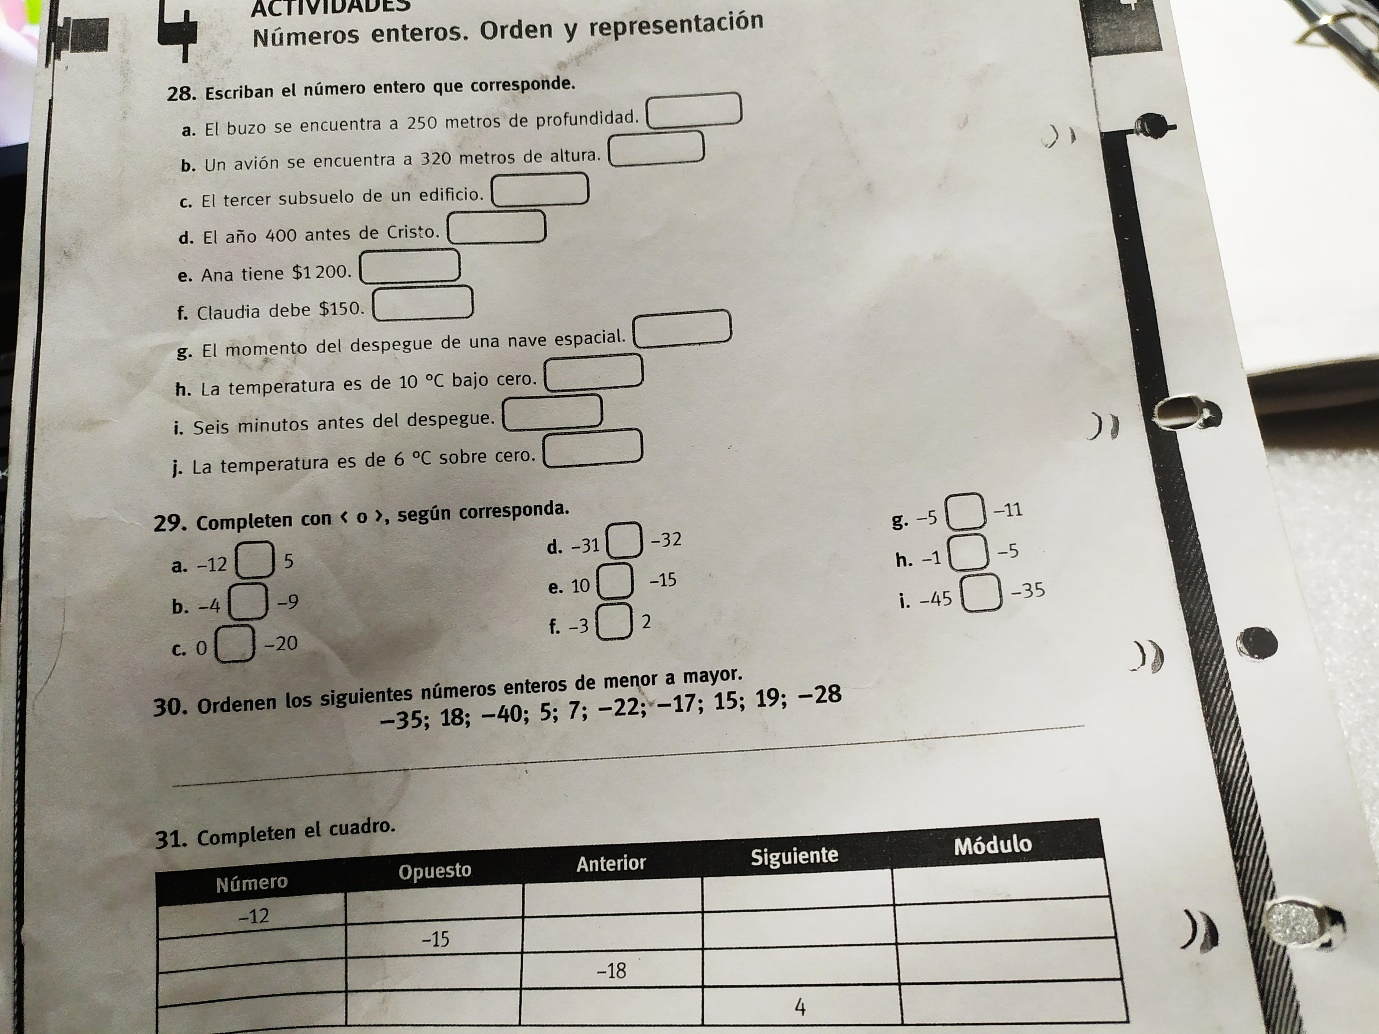 ACTIVIDADES
4
Números enteros. Orden y representación
28. Escriban el número entero que corresponde.
a. El buzo se encuentra a 250 metros de profundidad.
b. Un avión se encuentra a 320 metros de altura.
c. El tercer subsuelo de un edificio.
d. El año 400 antes de Cristo.
e. Ana tiene $1 200.
f. Claudia debe $150.
g. El momento del despegue de una nave espacial.
h. La temperatura es de 10 ºC bajo cero.
i. Seis minutos antes del despegue.
j. La temperatura es de 6 ºC sobre cero.
29. Completen con < o >, según corresponda.
a. –12 5
b. –4 –9
c. 0 –20
d. –31 –32
e. 10 –15
f. –3 2
g. –5 –11
h. –1 –5
i. –45 –35
30. Ordenen los siguientes números enteros de menor a mayor.
–35; 18; –40; 5; 7; –22; –17; 15; 19; –28
31. Completen el cuadro.
Número Opuesto Anterior Siguiente Módulo
–12
–15
–18
4